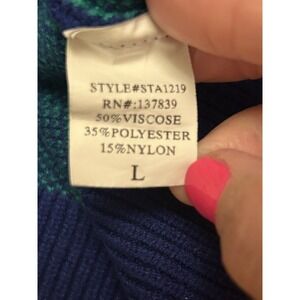 STYLE#STA1219
RN#:137839
50%VISCOSE
35%POLYESTER
15%NYLON
L